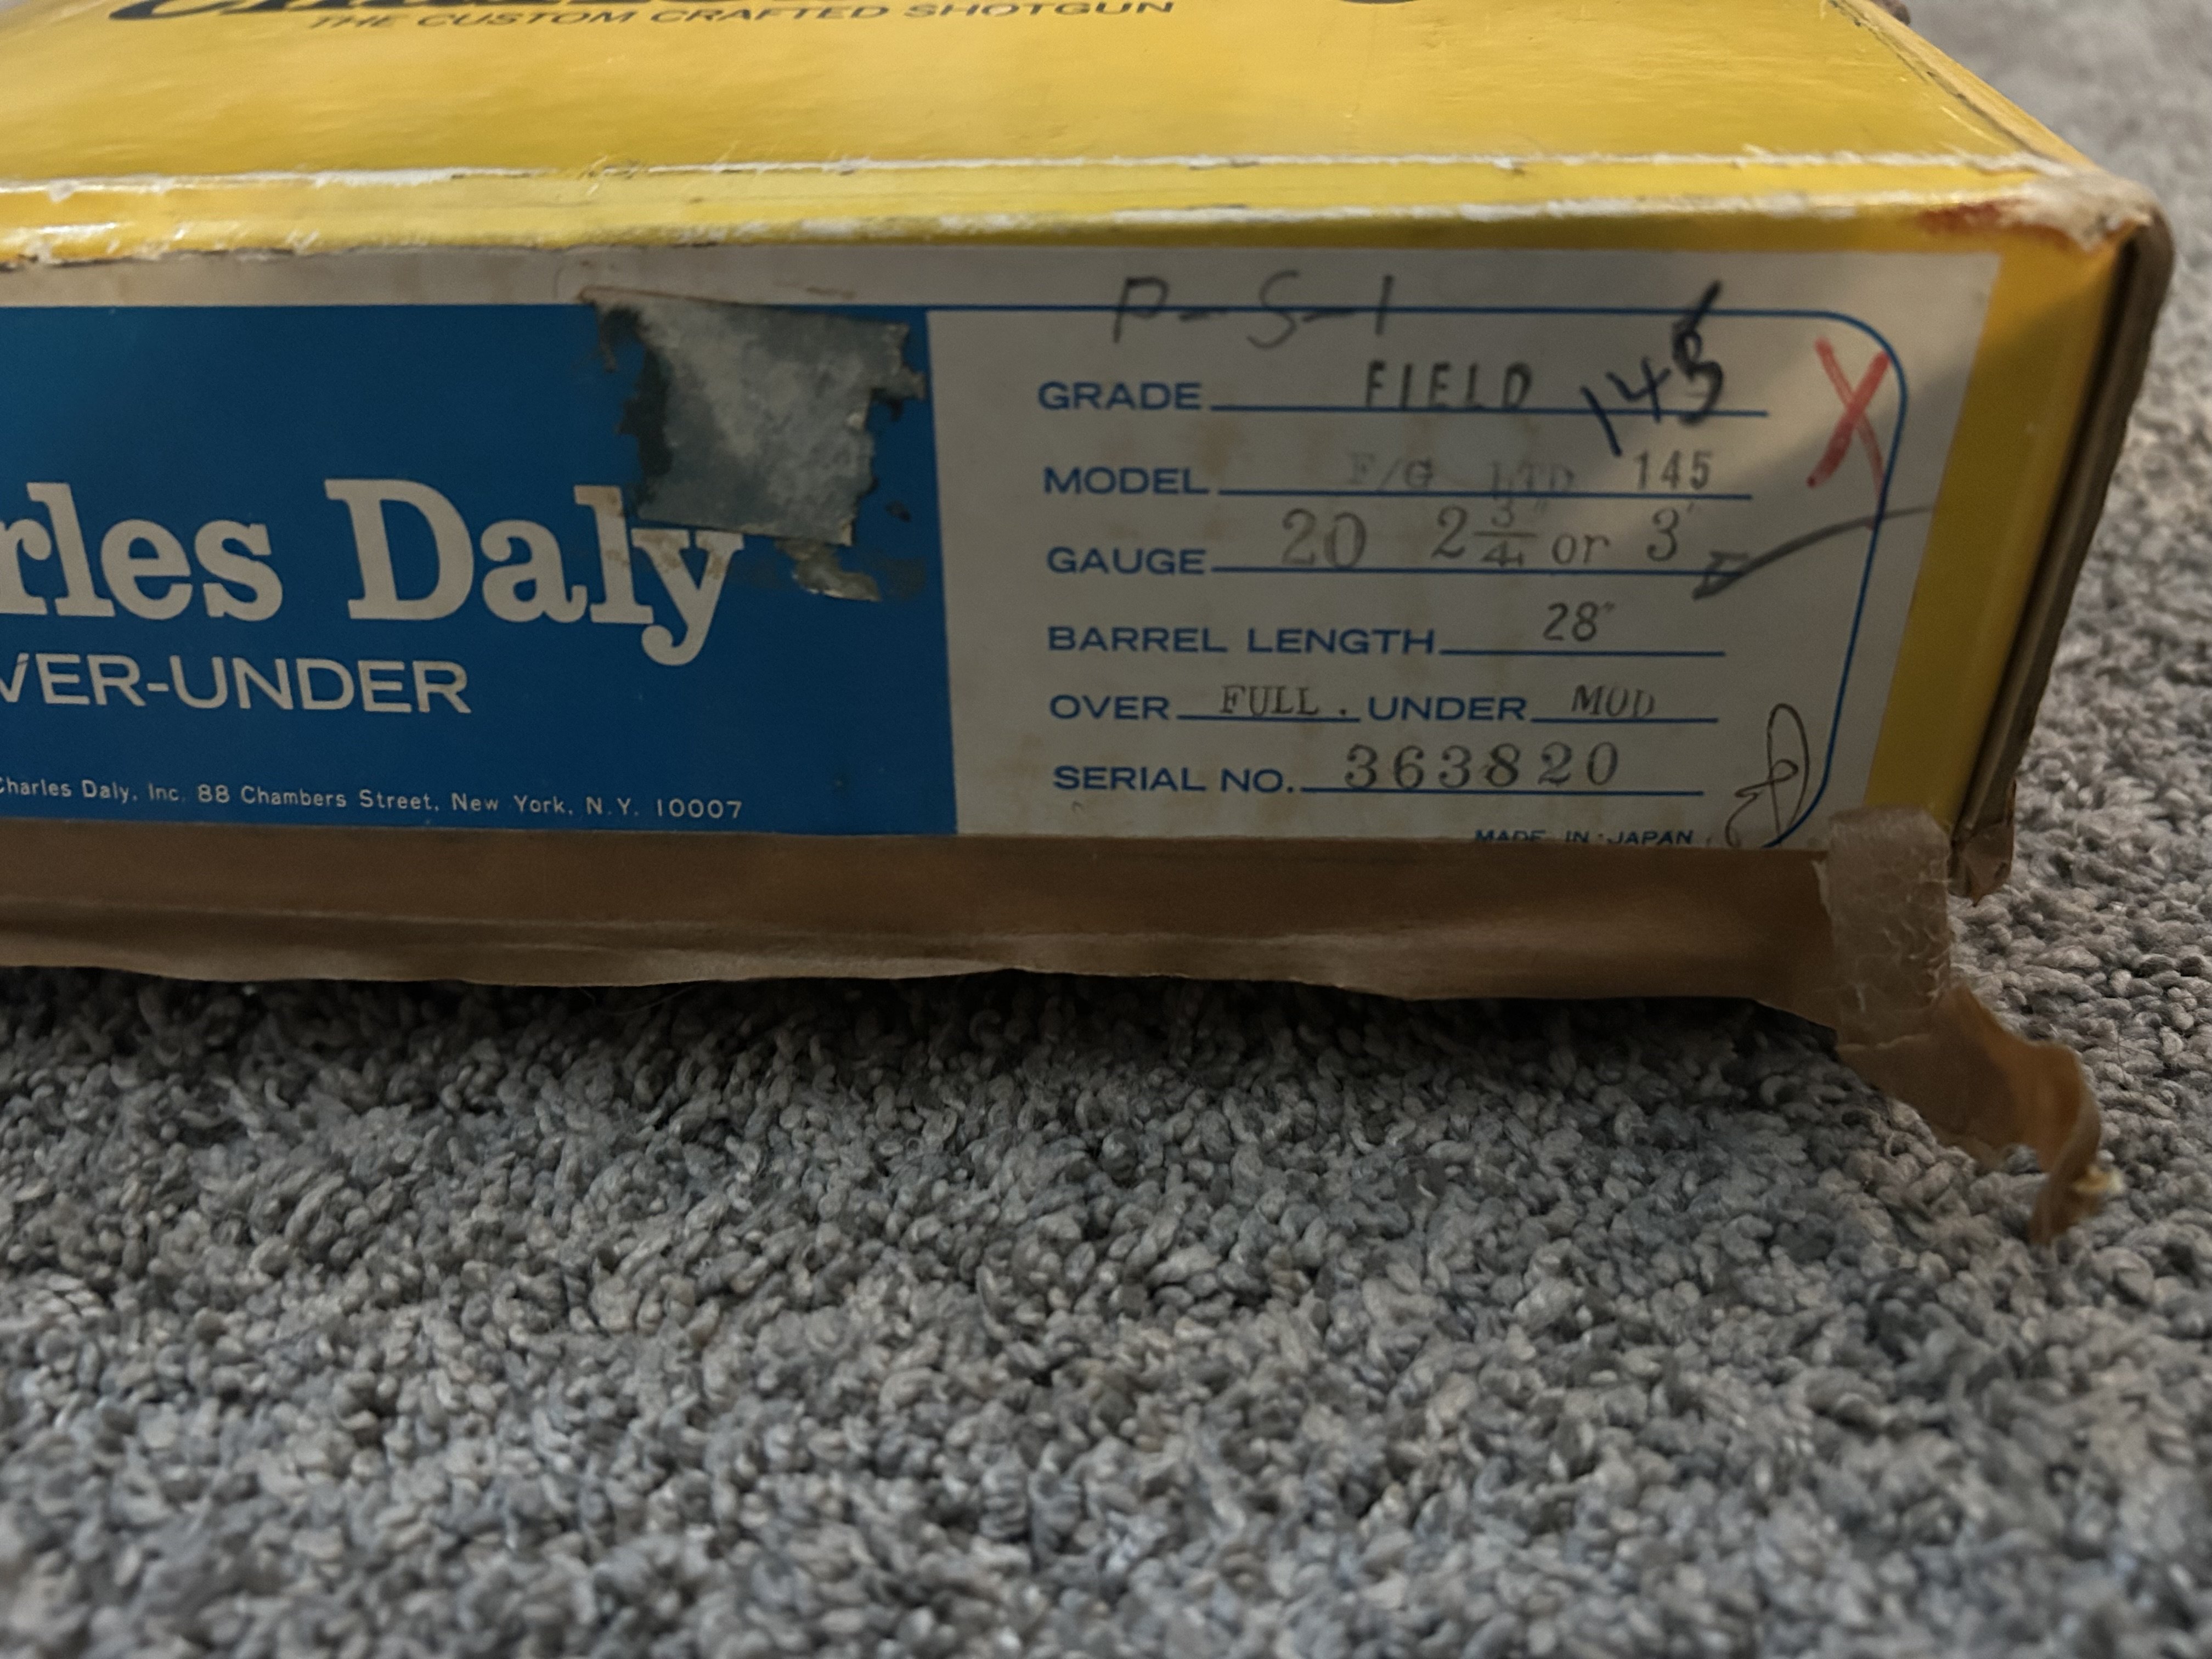 THE CUSTOM CRAFTED SHOTGUN
rles Daly
VER-UNDER
Charles Daly, Inc. 88 Chambers Street, New York, N.Y. 10007
P-S-1
GRADE FIELD 145
MODEL F/G LTD 145
GAUGE 20 2 3/4" or 3"
BARREL LENGTH 28"
OVER FULL. UNDER MOD
SERIAL NO. 363820
MADE IN JAPAN
X